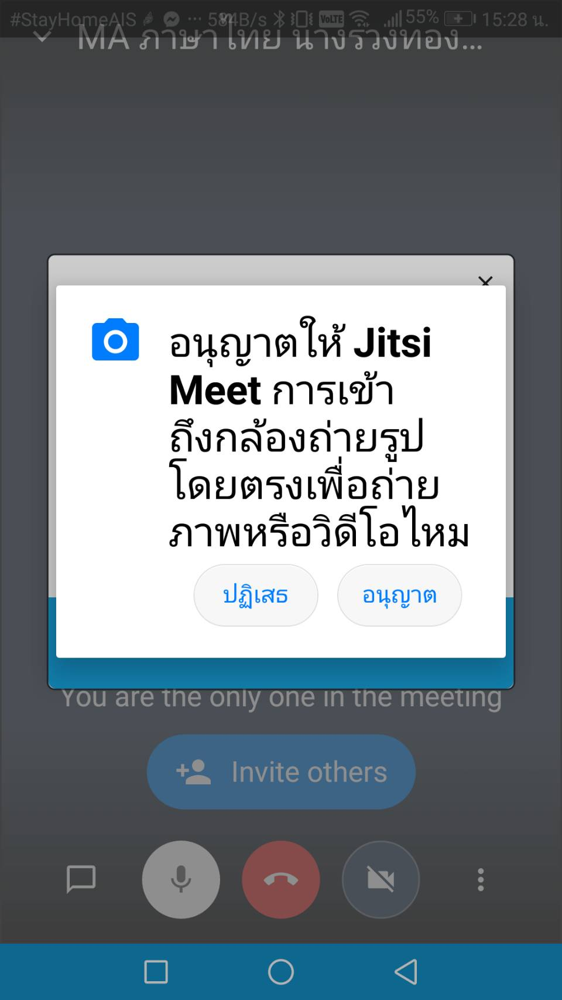 #StayHomeAIS 584B/s VoLTE 55% 15:28 น.
MA ภาษาไทย นางรวงทอง...
อนุญาตให้ Jitsi
Meet การเข้า
ถึงกล้องถ่ายรูป
โดยตรงเพื่อถ่าย
ภาพหรือวิดีโอไหม
ปฏิเสธ อนุญาต
You are the only one in the meeting
Invite others